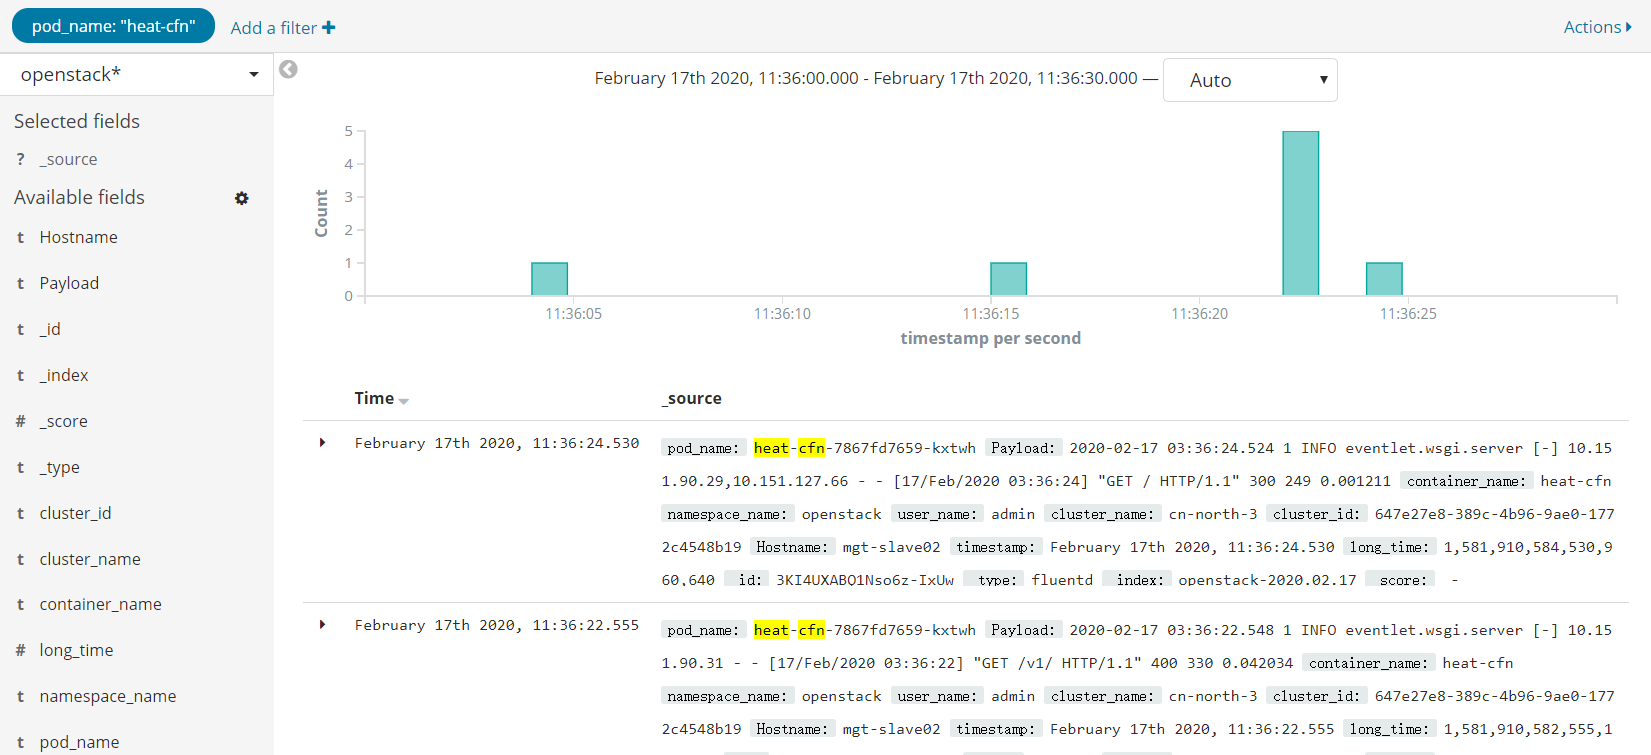 pod_name: "heat-cfn"
Add a filter +
Actions
openstack*
Selected fields
? _source
Available fields
t Hostname
t Payload
t _id
t _index
# _score
t _type
t cluster_id
t cluster_name
t container_name
# long_time
t namespace_name
t pod_name
February 17th 2020, 11:36:00.000 - February 17th 2020, 11:36:30.000 — Auto
Count
5
4
3
2
1
0
11:36:05 11:36:10 11:36:15 11:36:20 11:36:25
timestamp per second
Time _source
February 17th 2020, 11:36:24.530
pod_name: heat-cfn-7867fd7659-kxtwh Payload: 2020-02-17 03:36:24.524 1 INFO eventlet.wsgi.server [-] 10.15
1.90.29,10.151.127.66 - - [17/Feb/2020 03:36:24] "GET / HTTP/1.1" 300 249 0.001211 container_name: heat-cfn
namespace_name: openstack user_name: admin cluster_name: cn-north-3 cluster_id: 647e27e8-389c-4b96-9ae0-177
2c4548b19 Hostname: mgt-slave02 timestamp: February 17th 2020, 11:36:24.530 long_time: 1,581,910,584,530,9
60,640 _id: 3KI4UXABQ1Nso6z-IxUw _type: fluentd _index: openstack-2020.02.17 _score: -
February 17th 2020, 11:36:22.555
pod_name: heat-cfn-7867fd7659-kxtwh Payload: 2020-02-17 03:36:22.548 1 INFO eventlet.wsgi.server [-] 10.15
1.90.31 - - [17/Feb/2020 03:36:22] "GET /v1/ HTTP/1.1" 400 330 0.042034 container_name: heat-cfn
namespace_name: openstack user_name: admin cluster_name: cn-north-3 cluster_id: 647e27e8-389c-4b96-9ae0-177
2c4548b19 Hostname: mgt-slave02 timestamp: February 17th 2020, 11:36:22.555 long_time: 1,581,910,582,555,1